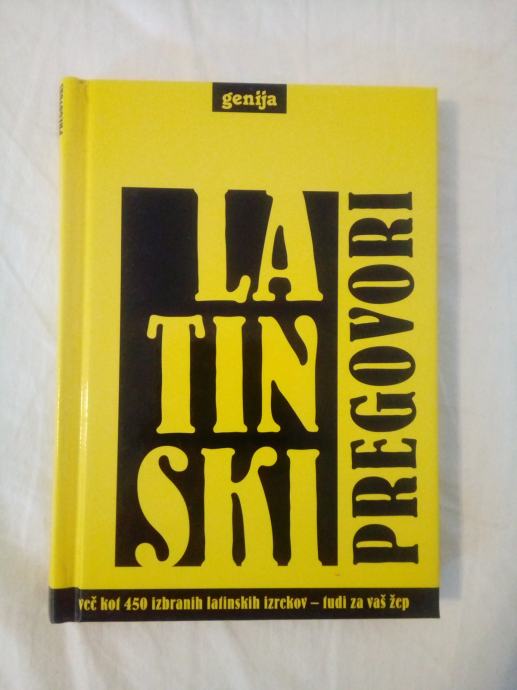 genija
LA
TIN
SKI
PREGOVORI
več kot 450 izbranih latinskih izrekov – tudi za vaš žep